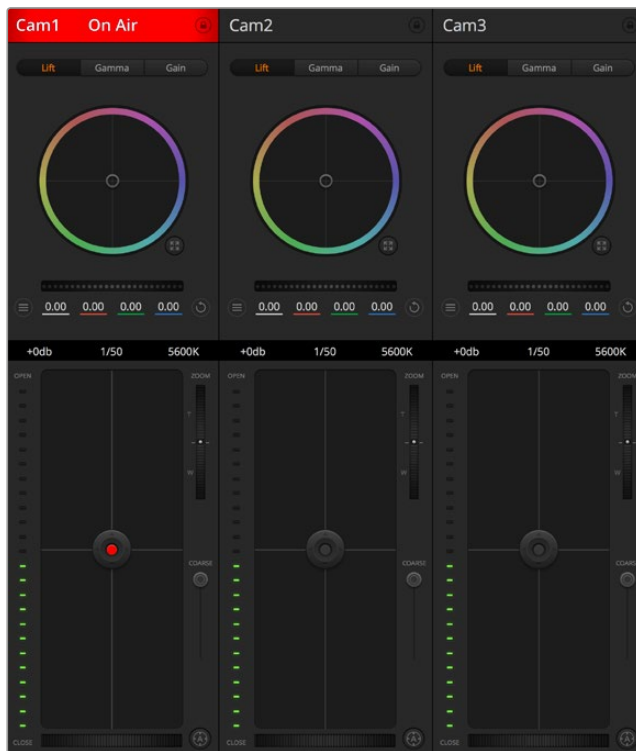 Cam1 On Air
Lift Gamma Gain
0.00 0.00 0.00 0.00
+0db 1/50 5600K
OPEN
ZOOM
T
W
COARSE
CLOSE
A
Cam2
Lift Gamma Gain
0.00 0.00 0.00 0.00
+0db 1/50 5600K
OPEN
ZOOM
T
W
COARSE
CLOSE
A
Cam3
Lift Gamma Gain
0.00 0.00 0.00 0.00
+0db 1/50 5600K
OPEN
ZOOM
T
W
COARSE
CLOSE
A